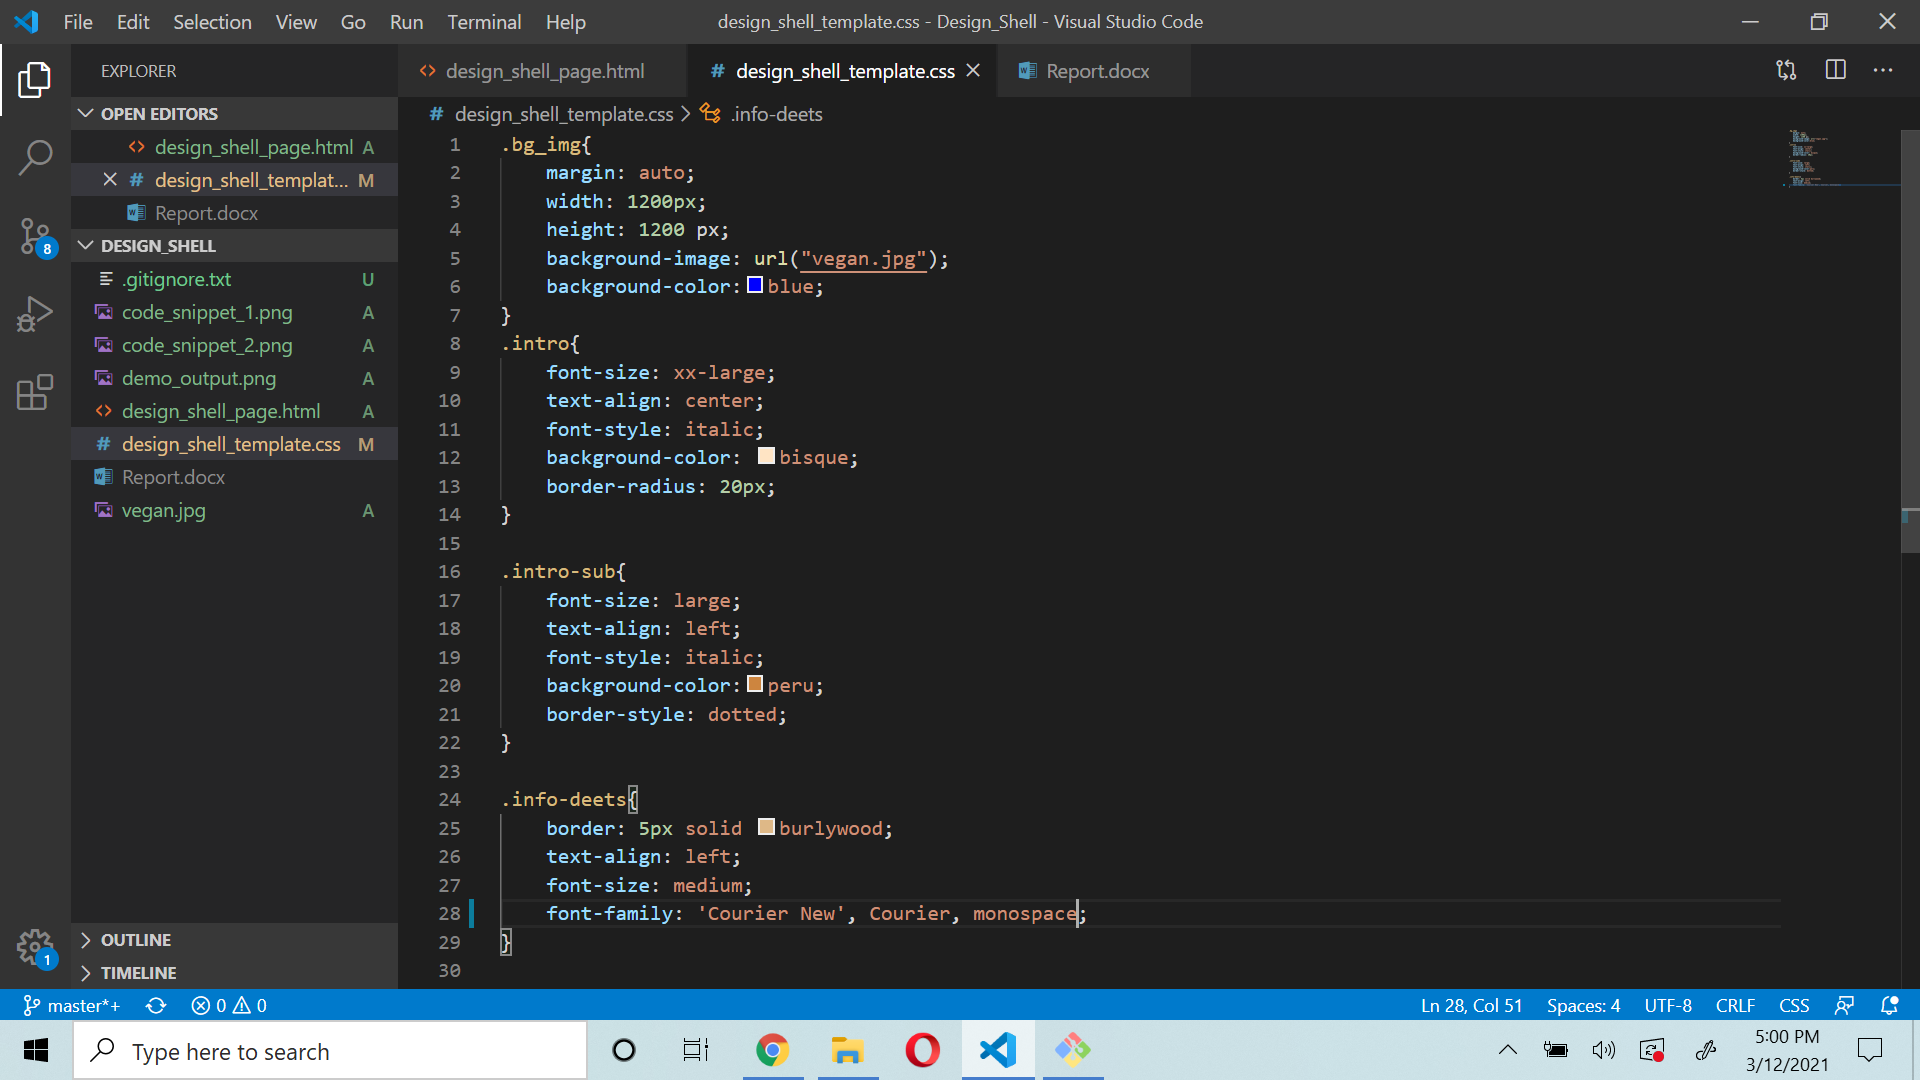 File Edit Selection View Go Run Terminal Help
design_shell_template.css - Design_Shell - Visual Studio Code
EXPLORER
OPEN EDITORS
design_shell_page.html A
design_shell_templat... M
Report.docx
DESIGN_SHELL
.gitignore.txt U
code_snippet_1.png A
code_snippet_2.png A
demo_output.png A
design_shell_page.html A
design_shell_template.css M
Report.docx
vegan.jpg A
OUTLINE
TIMELINE
8
1
design_shell_page.html
design_shell_template.css
Report.docx
design_shell_template.css > .info-deets
1 .bg_img{
2 margin: auto;
3 width: 1200px;
4 height: 1200 px;
5 background-image: url("vegan.jpg");
6 background-color: blue;
7 }
8 .intro{
9 font-size: xx-large;
10 text-align: center;
11 font-style: italic;
12 background-color: bisque;
13 border-radius: 20px;
14 }
15
16 .intro-sub{
17 font-size: large;
18 text-align: left;
19 font-style: italic;
20 background-color: peru;
21 border-style: dotted;
22 }
23
24 .info-deets{
25 border: 5px solid burlywood;
26 text-align: left;
27 font-size: medium;
28 font-family: 'Courier New', Courier, monospace;
29 }
30
master*+ 0 0
Ln 28, Col 51 Spaces: 4 UTF-8 CRLF CSS
Type here to search
5:00 PM
3/12/2021